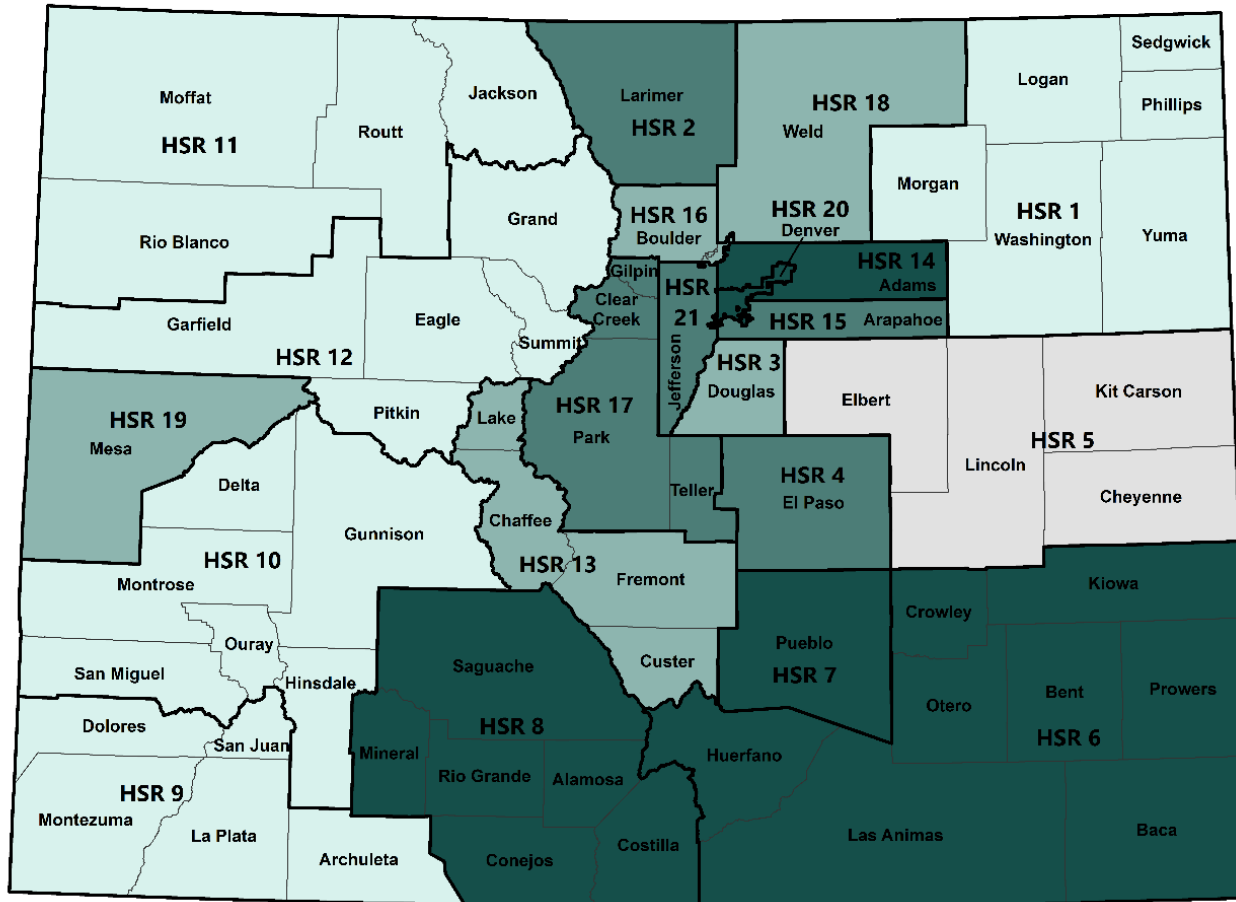 Sedgwick
Jackson
Logan
Moffat
Larimer
HSR 18
Phillips
HSR 11
Routt
HSR 2
Weld
Morgan
Grand
HSR 16
HSR 20
HSR 1
Rio Blanco
Boulder
Denver
Washington
Yuma
Gilpin
HSR
21
HSR 14
Adams
Clear
Creek
Garfield
Eagle
HSR 15
Arapahoe
Summit
HSR 12
Jefferson
HSR 3
Douglas
Kit Carson
Pitkin
Lake
HSR 17
Elbert
HSR 19
Park
HSR 5
Mesa
Lincoln
Delta
Teller
HSR 4
El Paso
Cheyenne
Chaffee
Gunnison
HSR 10
HSR 13
Fremont
Montrose
Kiowa
Crowley
Ouray
Pueblo
HSR 7
Saguache
Custer
San Miguel
Hinsdale
Bent
Prowers
Otero
Dolores
San Juan
HSR 8
HSR 6
Mineral
Huerfano
Rio Grande
Alamosa
HSR 9
Montezuma
La Plata
Costilla
Las Animas
Baca
Archuleta
Conejos